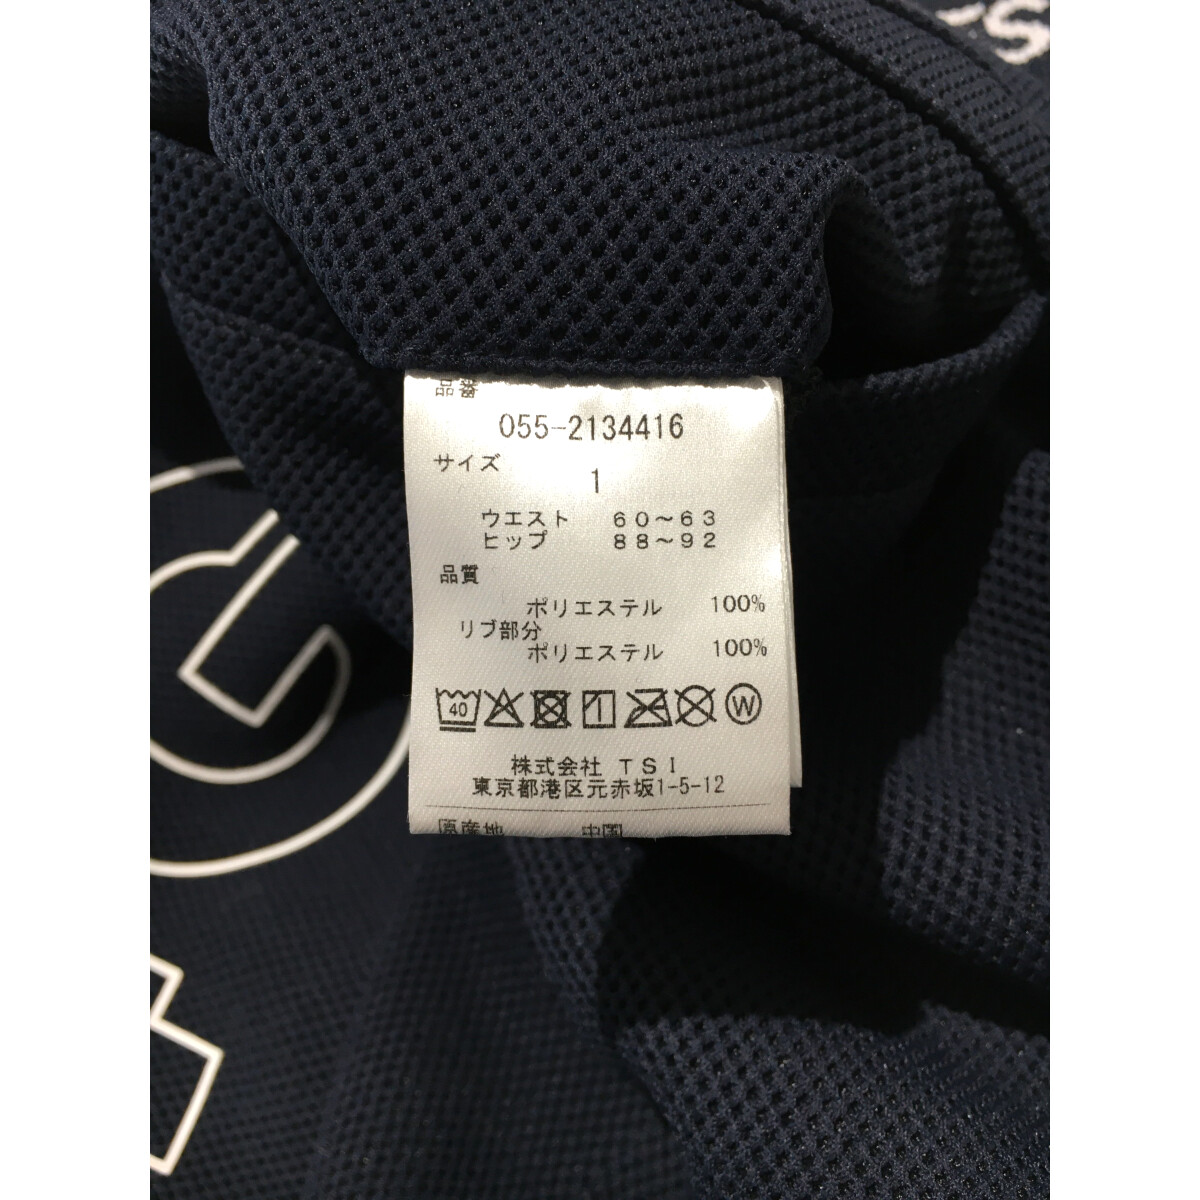 品番
055-2134416
サイズ
1
ウエスト 60～63
ヒップ 88～92
品質
ポリエステル 100%
リブ部分
ポリエステル 100%
40 1 W
株式会社 TSI
東京都港区元赤坂1-5-12
原産地 中国
G